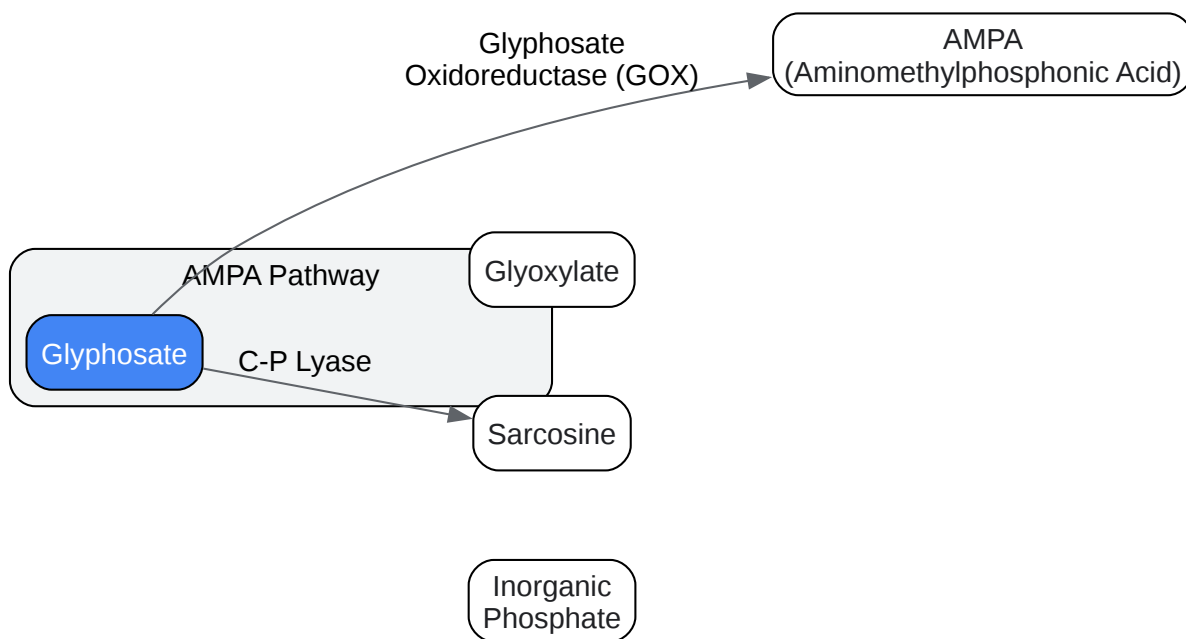 Glyphosate
Oxidoreductase (GOX)
AMPA
(Aminomethylphosphonic Acid)
AMPA Pathway
Glyoxylate
Glyphosate
C-P Lyase
Sarcosine
Inorganic
Phosphate